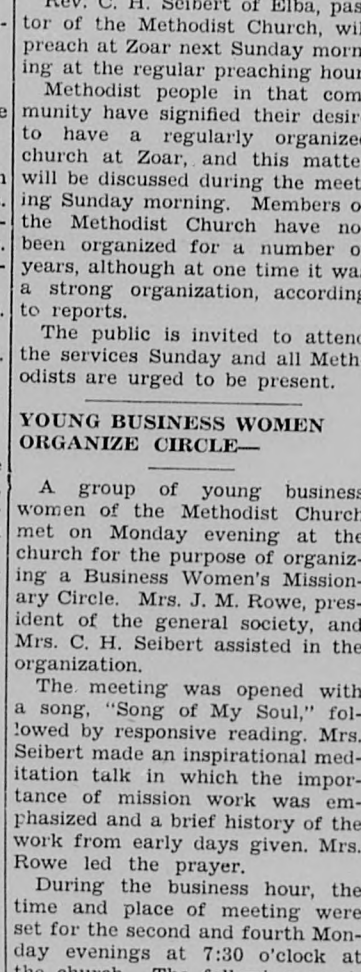 Rev. C. H. Seibert of Elba, pas
tor of the Methodist Church, wil
preach at Zoar next Sunday morn
ing at the regular preaching hour
Methodist people in that com
munity have signified their desir
to have a regularly organize
church at Zoar, and this matte
will be discussed during the meet
ing Sunday morning. Members o
the Methodist Church have no
been organized for a number o
years, although at one time it wa
a strong organization, according
to reports.
The public is invited to attend
the services Sunday and all Meth
odists are urged to be present.
YOUNG BUSINESS WOMEN
ORGANIZE CIRCLE—
A group of young business
women of the Methodist Church
met on Monday evening at the
church for the purpose of organiz-
ing a Business Women's Mission-
ary Circle. Mrs. J. M. Rowe, pres-
ident of the general society, and
Mrs. C. H. Seibert assisted in the
organization.
The meeting was opened with
a song, "Song of My Soul," fol-
lowed by responsive reading. Mrs.
Seibert made an inspirational med-
itation talk in which the impor-
tance of mission work was em-
phasized and a brief history of the
work from early days given. Mrs.
Rowe led the prayer.
During the business hour, the
time and place of meeting were
set for the second and fourth Mon-
day evenings at 7:30 o'clock at
the church. The